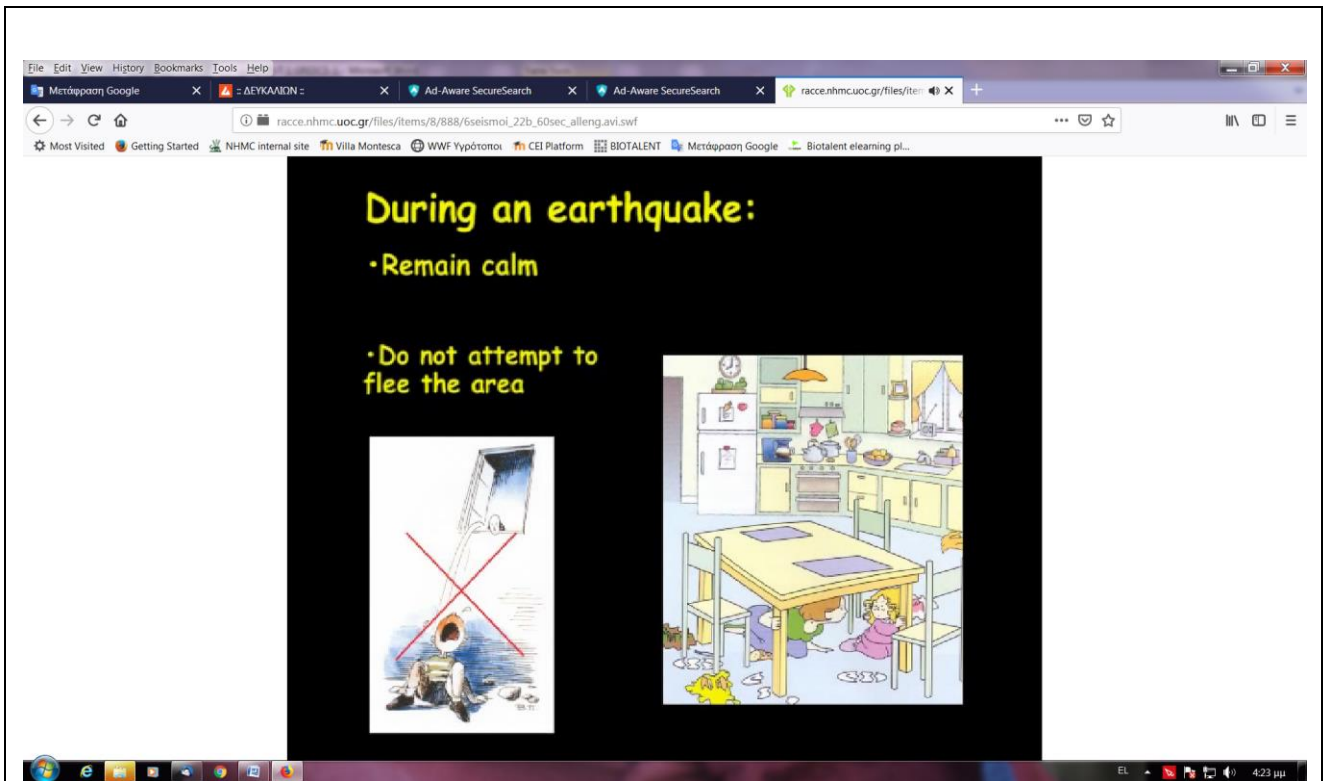 File Edit View History Bookmarks Tools Help
Μετάφραση Google
:: ΔΕΥΚΑΛΙΟΝ ::
Ad-Aware SecureSearch
Ad-Aware SecureSearch
racce.nhmc.uoc.gr/files/iten
racce.nhmc.uoc.gr/files/items/8/888/6seismoi_22b_60sec_alleng.avi.swf
Most Visited Getting Started NHMC internal site Villa Montesca WWF Υγρότοποι CEI Platform BIOTALENT Μετάφραση Google Biotalent elearning pl...
During an earthquake:
·Remain calm
·Do not attempt to
flee the area
EL 4:23 μμ